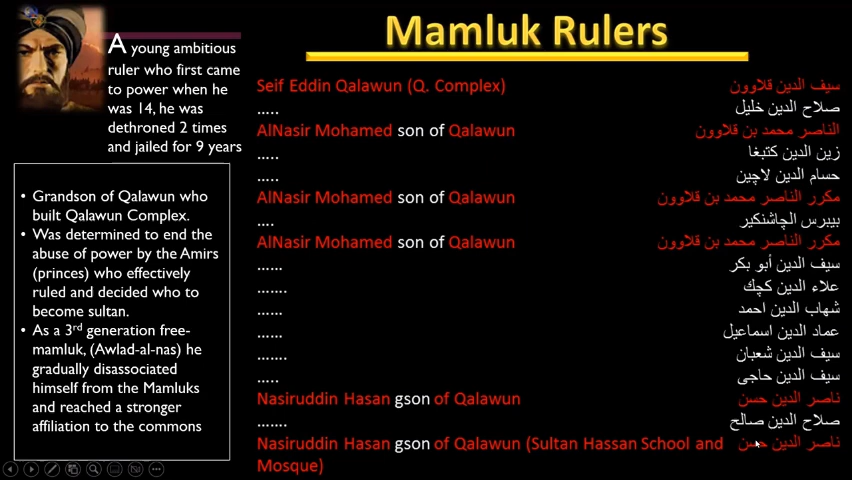 Mamluk Rulers
A young ambitious
ruler who first came
to power when he
was 14, he was
dethroned 2 times
and jailed for 9 years
• Grandson of Qalawun who
built Qalawun Complex.
• Was determined to end the
abuse of power by the Amirs
(princes) who effectively
ruled and decided who to
become sultan.
• As a 3rd generation free-
mamluk, (Awlad-al-nas) he
gradually disassociated
himself from the Mamluks
and reached a stronger
affiliation to the commons
Seif Eddin Qalawun (Q. Complex) سيف الدين قلاوون
..... صلاح الدين خليل
AlNasir Mohamed son of Qalawun الناصر محمد بن قلاوون
..... زين الدين كتبغا
..... حسام الدين لاچين
AlNasir Mohamed son of Qalawun مكرر الناصر محمد بن قلاوون
.... بيبرس الچاشنكير
AlNasir Mohamed son of Qalawun مكرر الناصر محمد بن قلاوون
...... سيف الدين أبو بكر
....... علاء الدين كچك
...... شهاب الدين احمد
...... عماد الدين اسماعيل
....... سيف الدين شعبان
..... سيف الدين حاجى
Nasiruddin Hasan gson of Qalawun ناصر الدين حسن
....... صلاح الدين صالح
Nasiruddin Hasan gson of Qalawun (Sultan Hassan School and ناصر الدين حسن
Mosque)